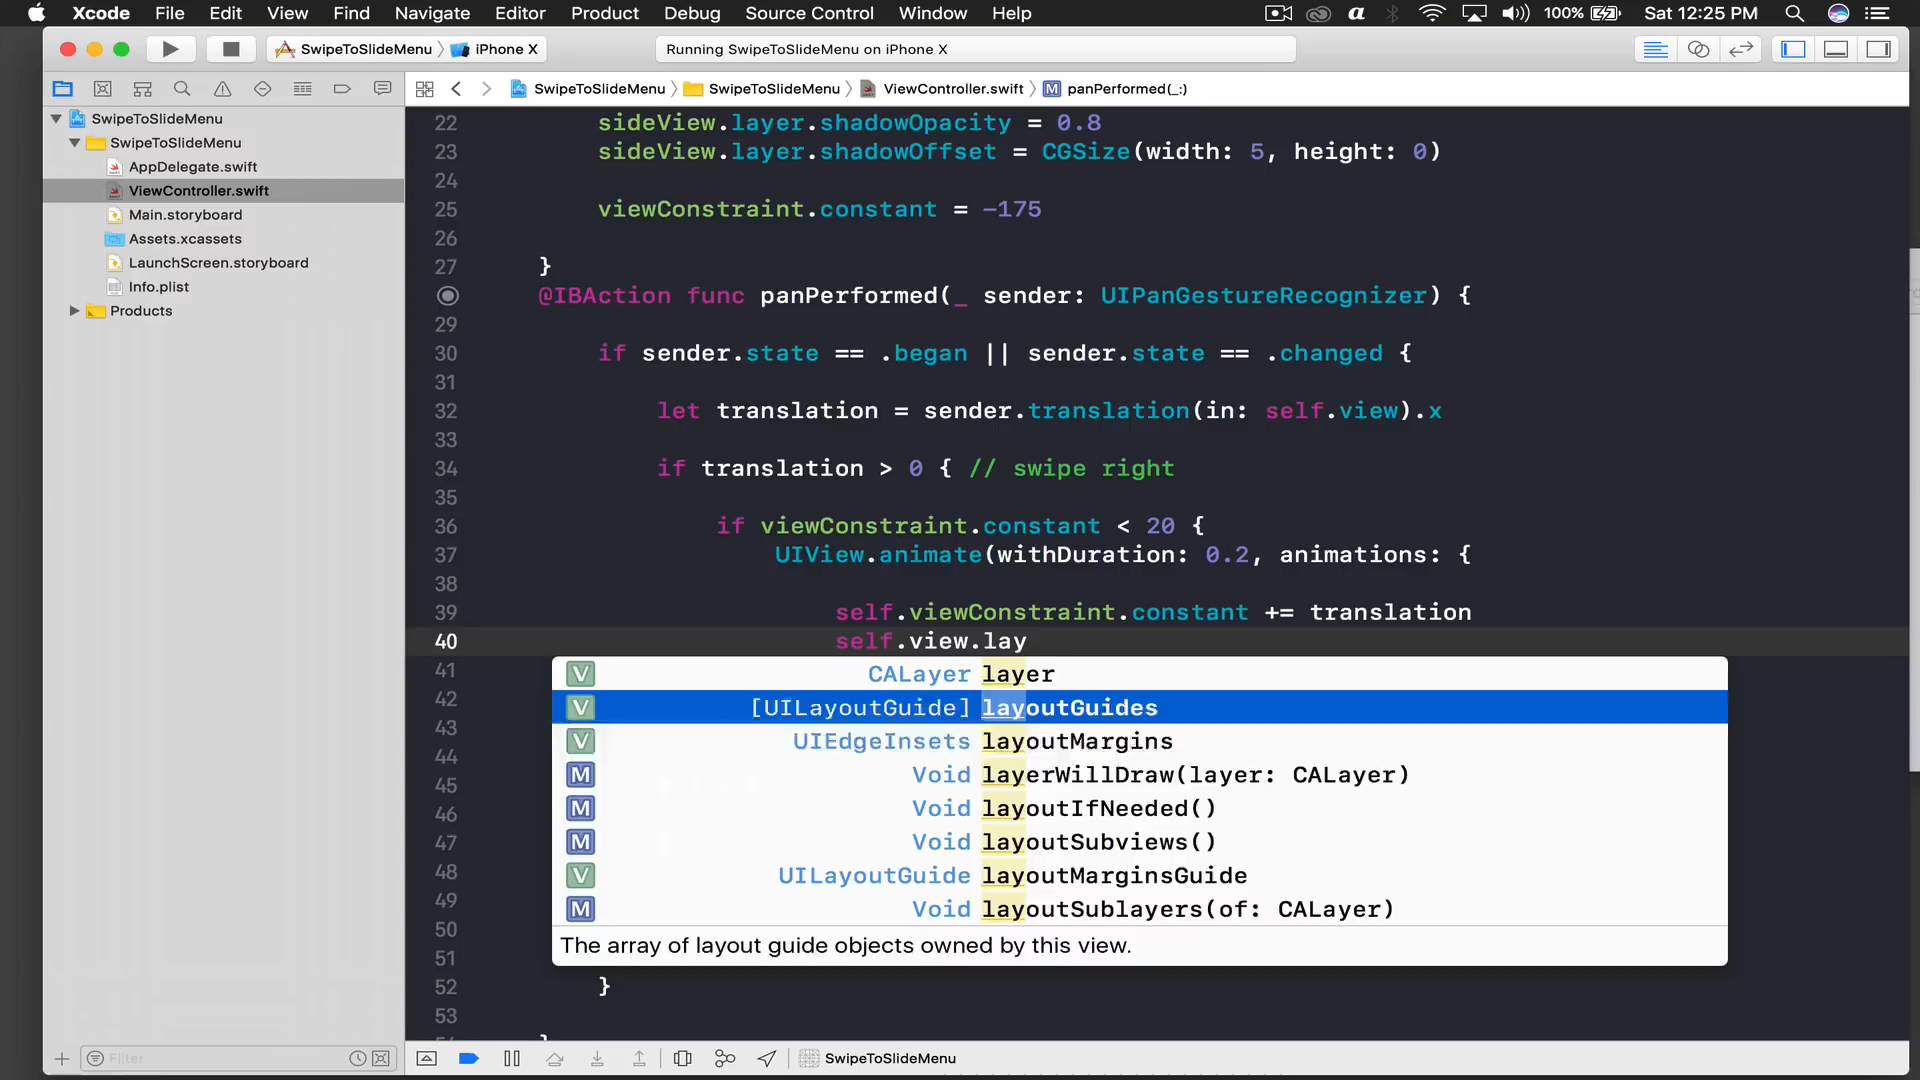 Xcode File Edit View Find Navigate Editor Product Debug Source Control Window Help 100% Sat 12:25 PM
SwipeToSlideMenu iPhone X Running SwipeToSlideMenu on iPhone X
SwipeToSlideMenu SwipeToSlideMenu ViewController.swift M panPerformed(_:)
SwipeToSlideMenu
SwipeToSlideMenu
AppDelegate.swift
ViewController.swift
Main.storyboard
Assets.xcassets
LaunchScreen.storyboard
Info.plist
Products
22 sideView.layer.shadowOpacity = 0.8
23 sideView.layer.shadowOffset = CGSize(width: 5, height: 0)
24
25 viewConstraint.constant = -175
26
27 }
@IBAction func panPerformed(_ sender: UIPanGestureRecognizer) {
29
30 if sender.state == .began || sender.state == .changed {
31
32 let translation = sender.translation(in: self.view).x
33
34 if translation > 0 { // swipe right
35
36 if viewConstraint.constant < 20 {
37 UIView.animate(withDuration: 0.2, animations: {
38
39 self.viewConstraint.constant += translation
40 self.view.lay
41 V CALayer layer
42 V [UILayoutGuide] layoutGuides
43
44 V UIEdgeInsets layoutMargins
45 M Void layerWillDraw(layer: CALayer)
46 M Void layoutIfNeeded()
47 M Void layoutSubviews()
48 V UILayoutGuide layoutMarginsGuide
49 M Void layoutSublayers(of: CALayer)
50 The array of layout guide objects owned by this view.
51
52 }
53
Filter
SwipeToSlideMenu